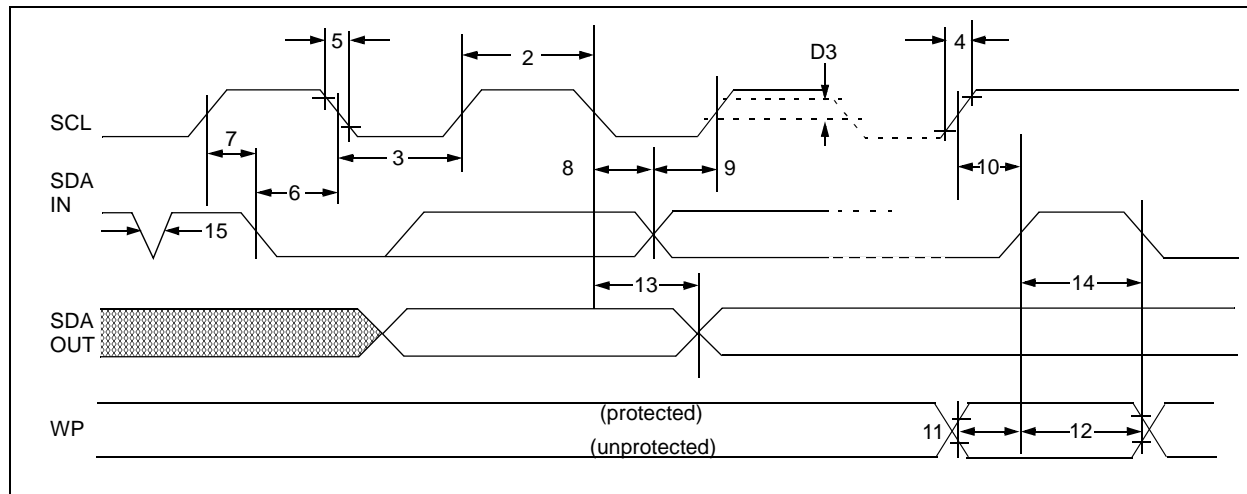 5
2
D3
4
SCL
7
3
8
9
10
SDA
IN
6
15
13
14
SDA
OUT
(protected)
WP
11
12
(unprotected)